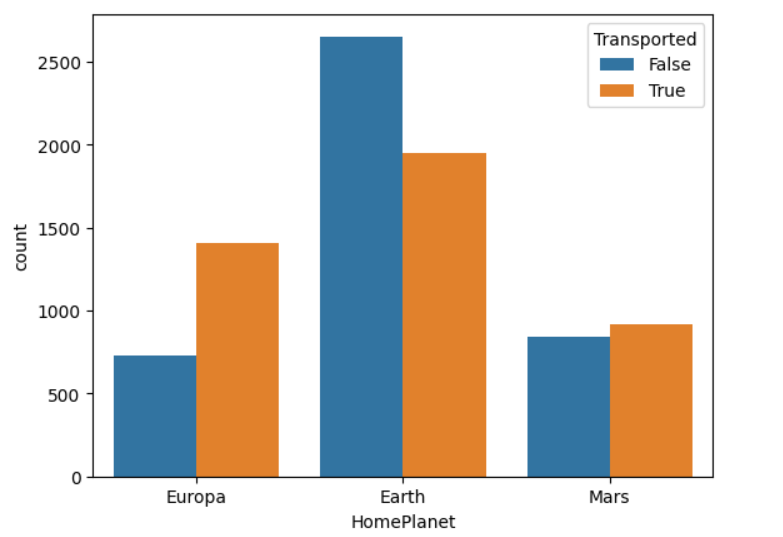 Transported
False
True
2500
2000
1500
1000
500
0
count
Europa
Earth
Mars
HomePlanet